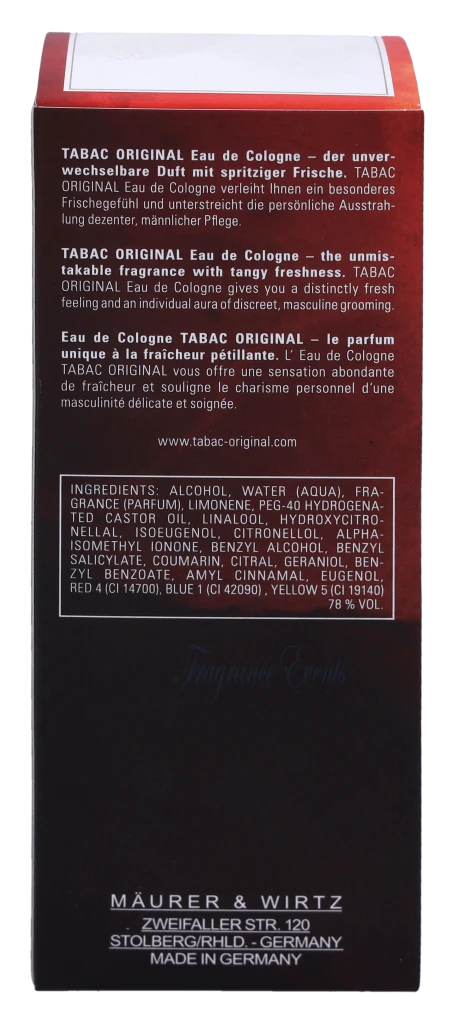 TABAC ORIGINAL Eau de Cologne – der unver-
wechselbare Duft mit spritziger Frische. TABAC
ORIGINAL Eau de Cologne verleiht Ihnen ein besonderes
Frischegefühl und unterstreicht die persönliche Ausstrah-
lung dezenter, männlicher Pflege.
TABAC ORIGINAL Eau de Cologne – the unmis-
takable fragrance with tangy freshness. TABAC
ORIGINAL Eau de Cologne gives you a distinctly fresh
feeling and an individual aura of discreet, masculine grooming.
Eau de Cologne TABAC ORIGINAL – le parfum
unique à la fraîcheur pétillante. L' Eau de Cologne
TABAC ORIGINAL vous offre une sensation abondante
de fraîcheur et souligne le charisme personnel d'une
masculinité délicate et soignée.
www.tabac-original.com
INGREDIENTS: ALCOHOL, WATER (AQUA), FRA-
GRANCE (PARFUM), LIMONENE, PEG-40 HYDROGENA-
TED CASTOR OIL, LINALOOL, HYDROXYCITRO-
NELLAL, ISOEUGENOL, CITRONELLOL, ALPHA-
ISOMETHYL IONONE, BENZYL ALCOHOL, BENZYL
SALICYLATE, COUMARIN, CITRAL, GERANIOL, BEN-
ZYL BENZOATE, AMYL CINNAMAL, EUGENOL,
RED 4 (CI 14700), BLUE 1 (CI 42090) , YELLOW 5 (CI 19140)
78 % VOL.
Fragrance Events
MÄURER & WIRTZ
ZWEIFALLER STR. 120
STOLBERG/RHLD. - GERMANY
MADE IN GERMANY